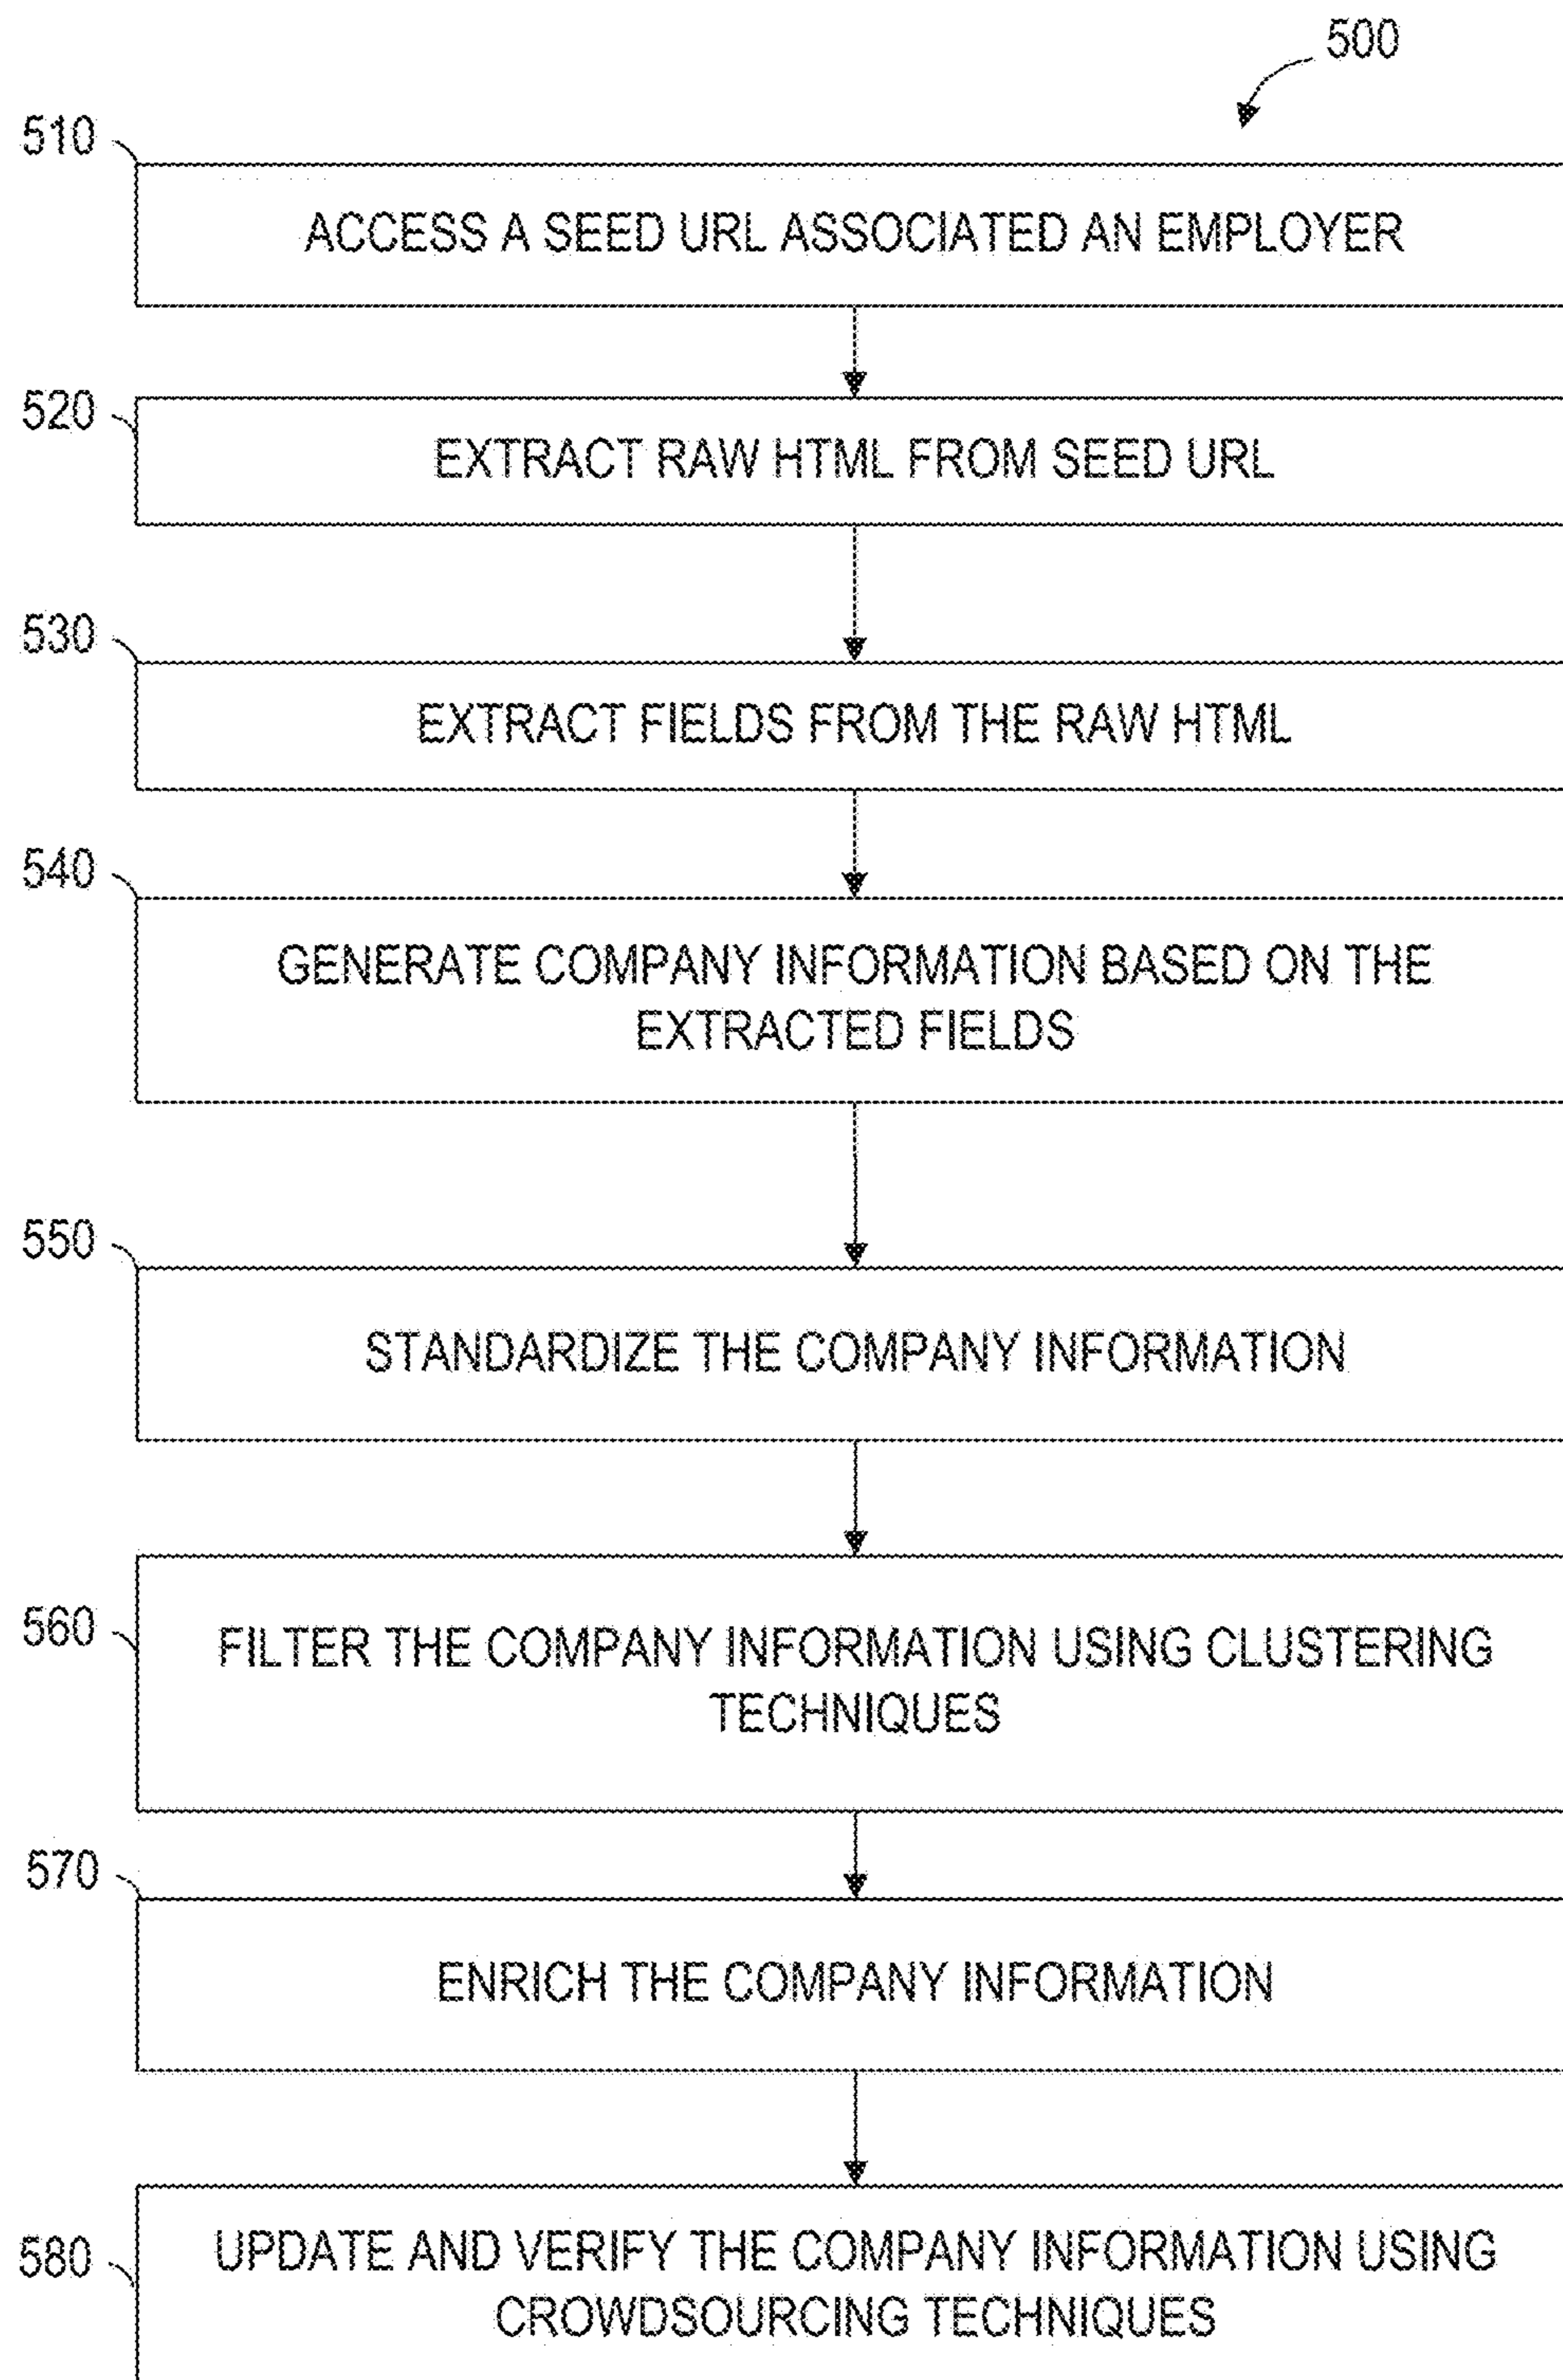 500
510
ACCESS A SEED URL ASSOCIATED AN EMPLOYER
520
EXTRACT RAW HTML FROM SEED URL
530
EXTRACT FIELDS FROM THE RAW HTML
540
GENERATE COMPANY INFORMATION BASED ON THE
EXTRACTED FIELDS
550
STANDARDIZE THE COMPANY INFORMATION
560
FILTER THE COMPANY INFORMATION USING CLUSTERING
TECHNIQUES
570
ENRICH THE COMPANY INFORMATION
580
UPDATE AND VERIFY THE COMPANY INFORMATION USING
CROWDSOURCING TECHNIQUES